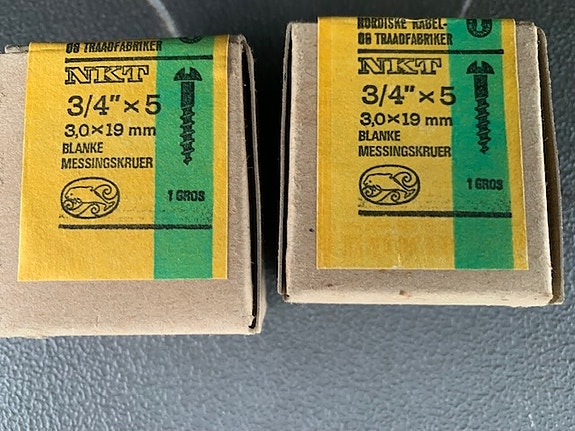 OG TRAADFABRIKER
NKT
3/4" × 5
3,0 × 19 mm
BLANKE
MESSINGSKRUER
1 GROS
NORDISKE KABEL-
OG TRAADFABRIKER
NKT
3/4" × 5
3,0 × 19 mm
BLANKE
MESSINGSKRUER
1 GROS